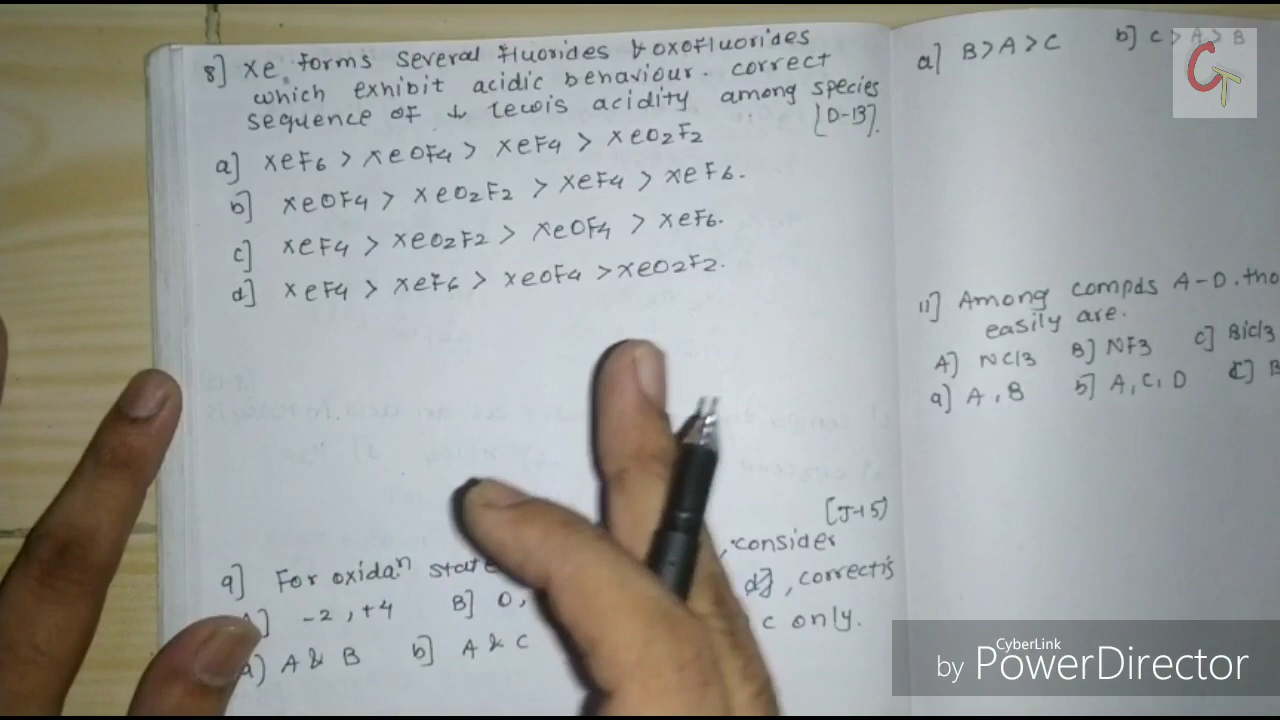 8] Xe forms several fluorides & oxofluorides
which exhibit acidic behaviour. correct
sequence of ↓ lewis acidity among species
[D-13].
a] XeF6 > XeOF4 > XeF4 > XeO2F2
b] XeOF4 > XeO2F2 > XeF4 > XeF6.
c] XeF4 > XeO2F2 > XeOF4 > XeF6.
d] XeF4 > XeF6 > XeOF4 > XeO2F2.
[J-15]
9] For oxidan state , consider
A] -2, +4 B] 0, d], correct is
a) A & B b] A & C c only.
a] B > A > C b] C > A > B
11] Among compds A-D, tho
easily are.
A] NCl3 B] NF3 C] BiCl3
a] A, B b] A, C, D c] B
CT
CyberLink
by PowerDirector